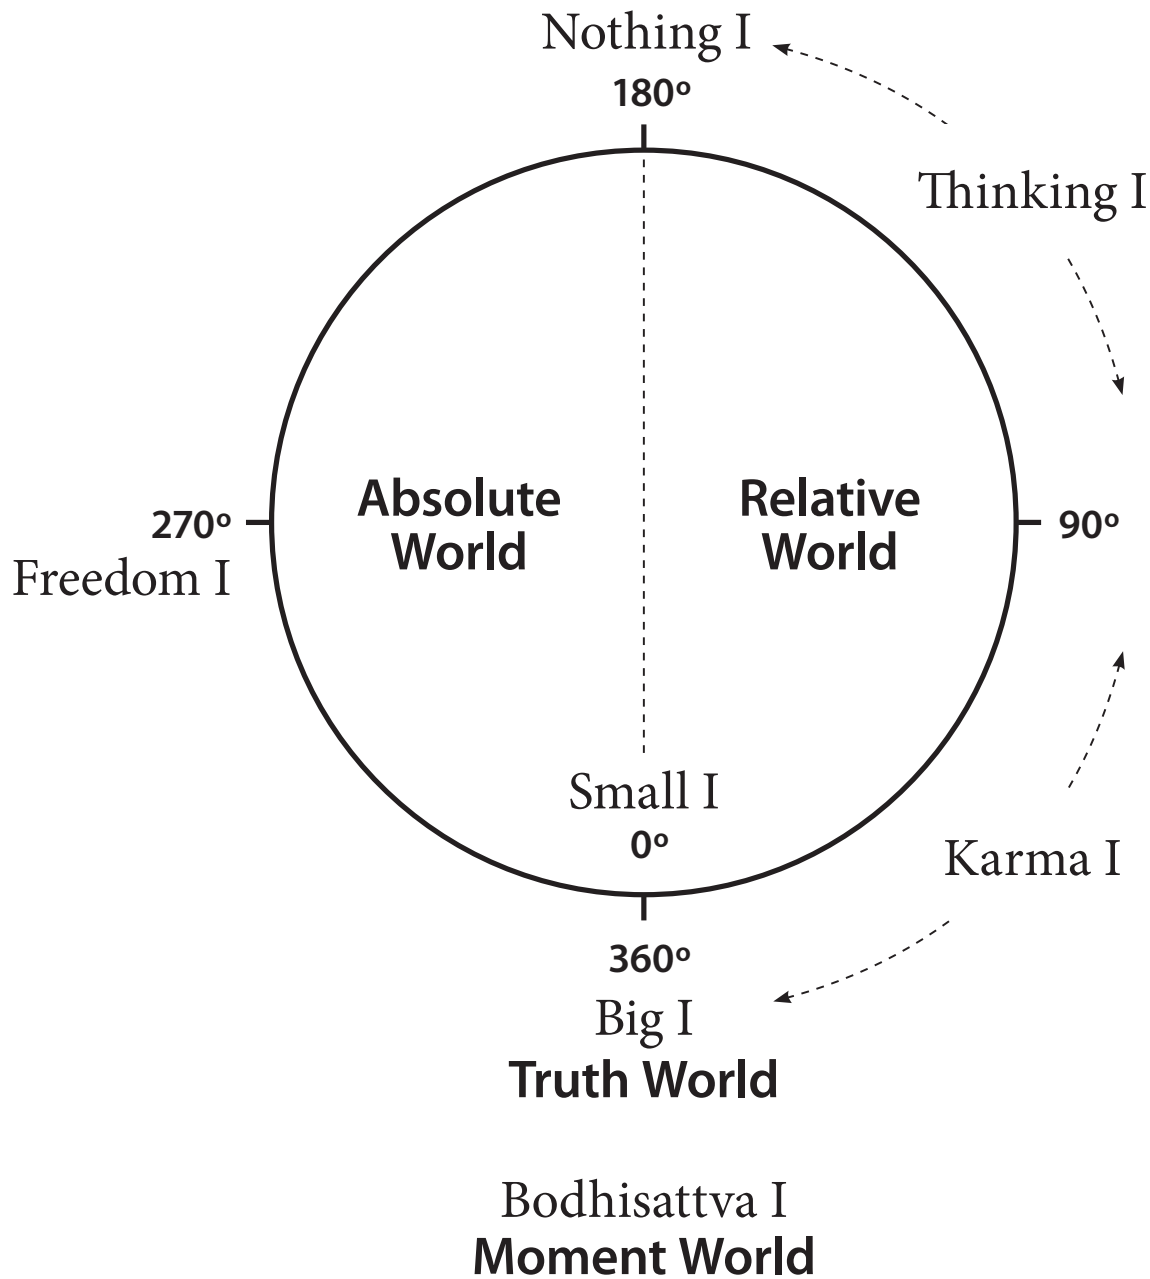 Nothing I
180º
Thinking I
Absolute
World
Relative
World
270º
90º
Freedom I
Small I
0º
Karma I
360º
Big I
Truth World
Bodhisattva I
Moment World